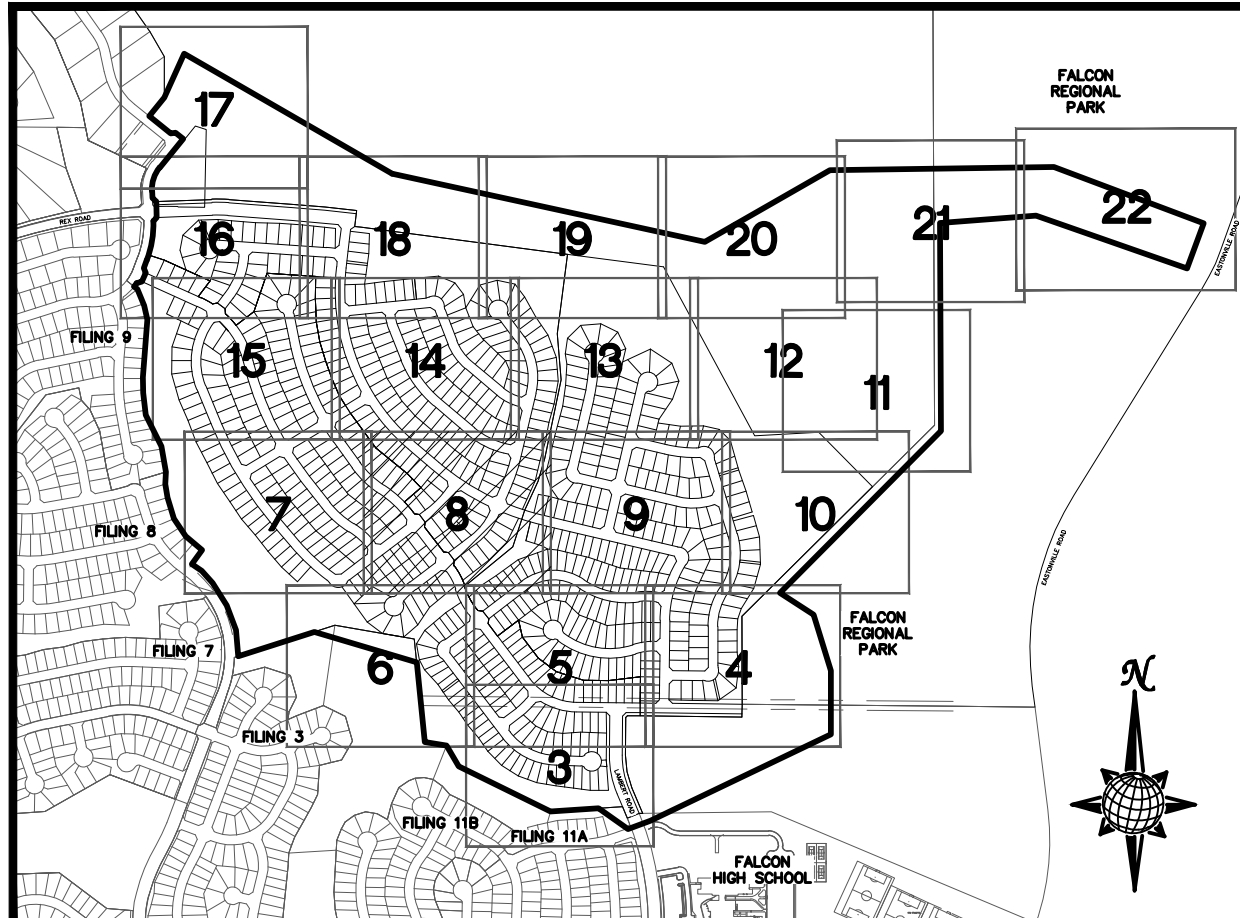 FALCON
REGIONAL
PARK
17
22
REX ROAD
21
16
18
19
20
EASTONVILLE ROAD
FILING 9
15
14
13
12
11
7
8
9
10
FILING 8
EASTONVILLE ROAD
FALCON
REGIONAL
PARK
FILING 7
6
5
4
N
FILING 3
3
LAMBERT ROAD
FILING 11B
FILING 11A
FALCON
HIGH SCHOOL